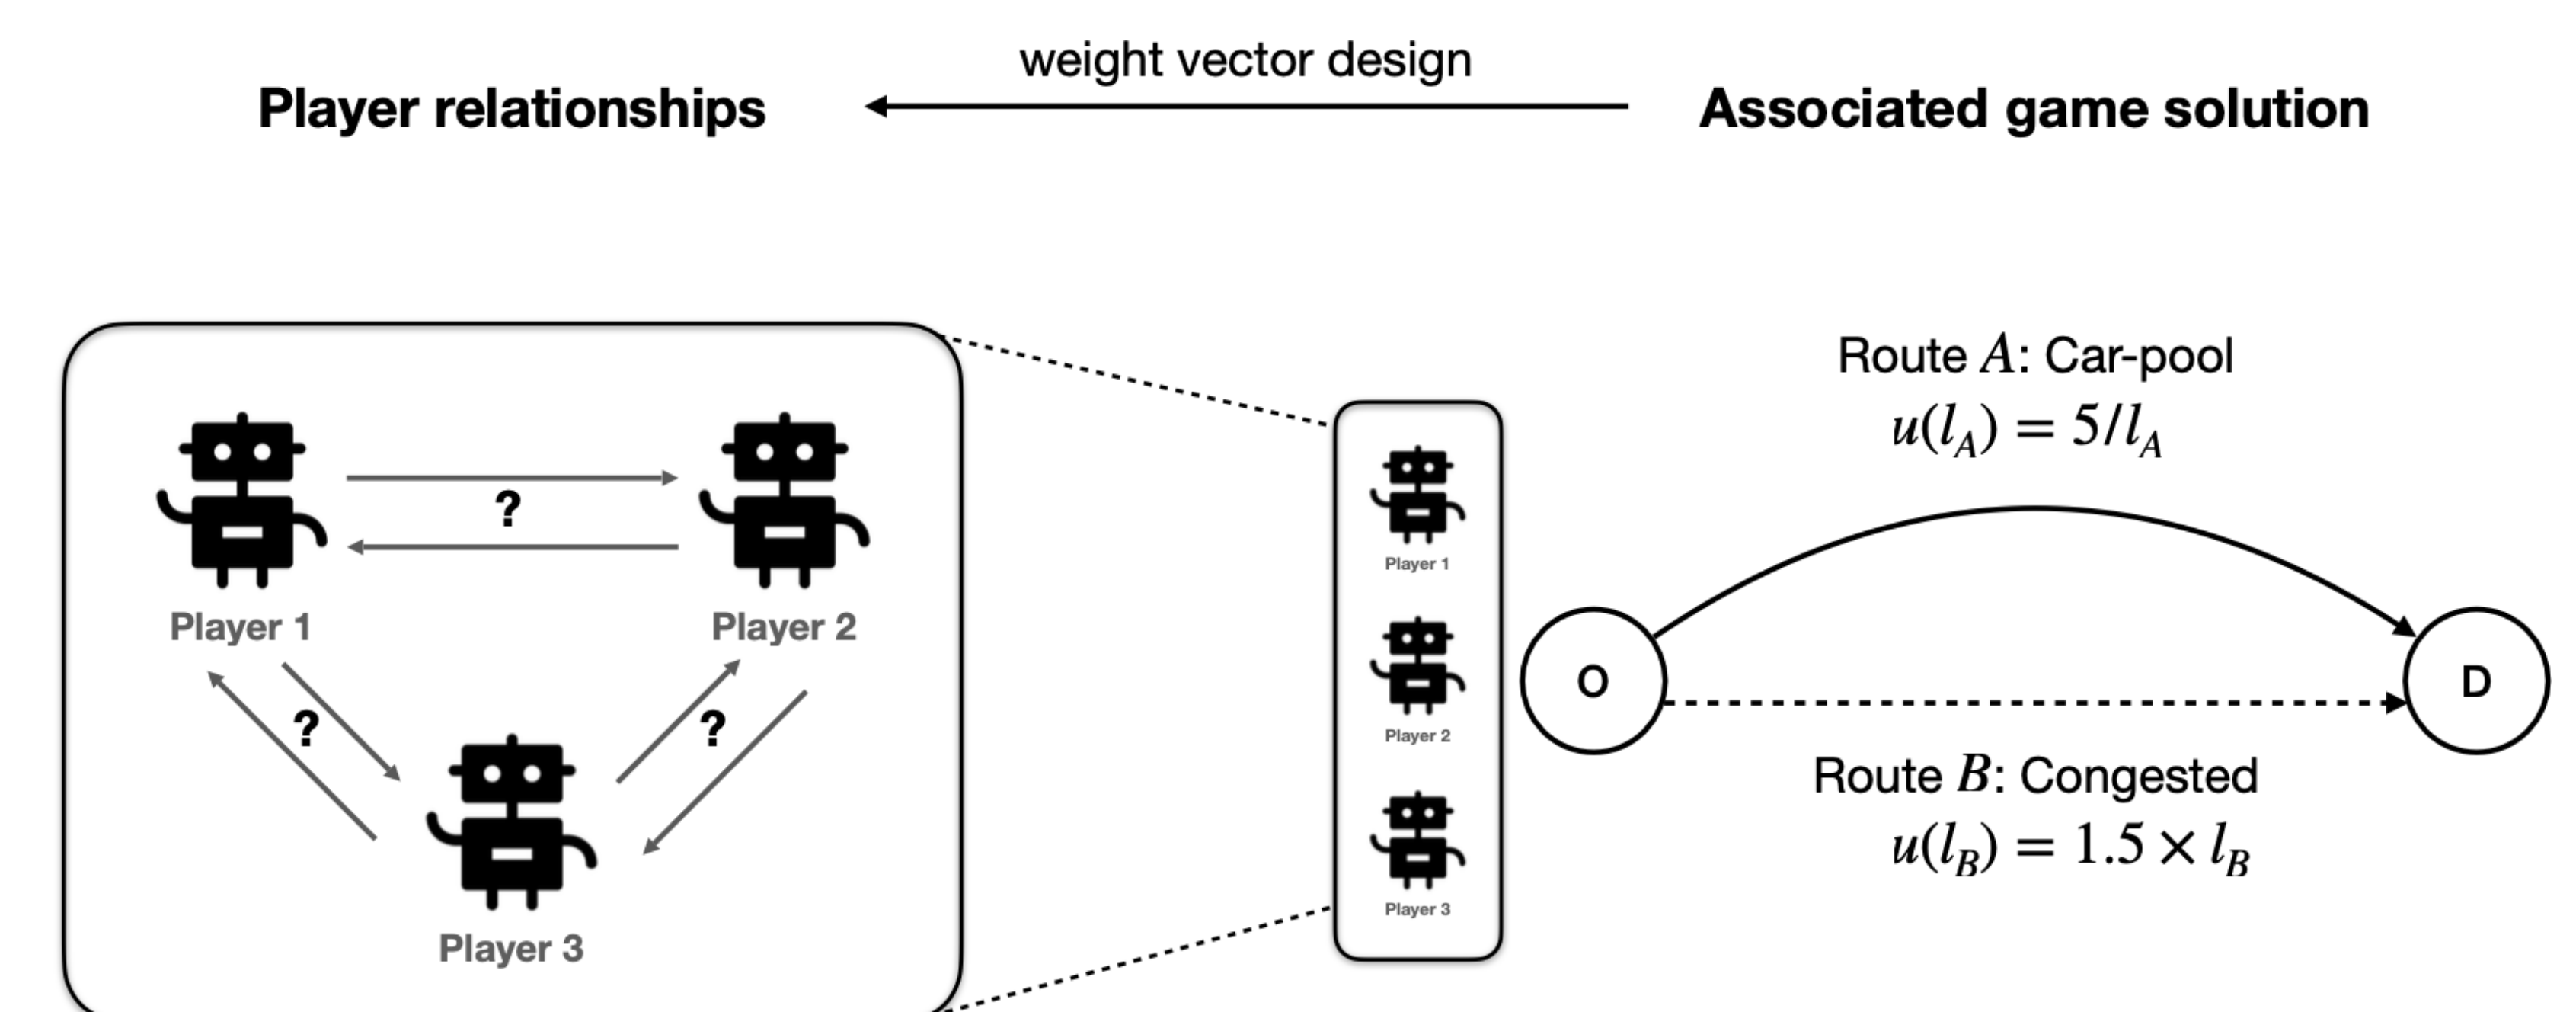 weight vector design
Player relationships
Associated game solution
Route A: Car-pool
u(l_A) = 5/l_A
?
Player 1
Player 2
?
?
Player 3
Player 1
Player 2
Player 3
O
D
Route B: Congested
u(l_B) = 1.5 × l_B